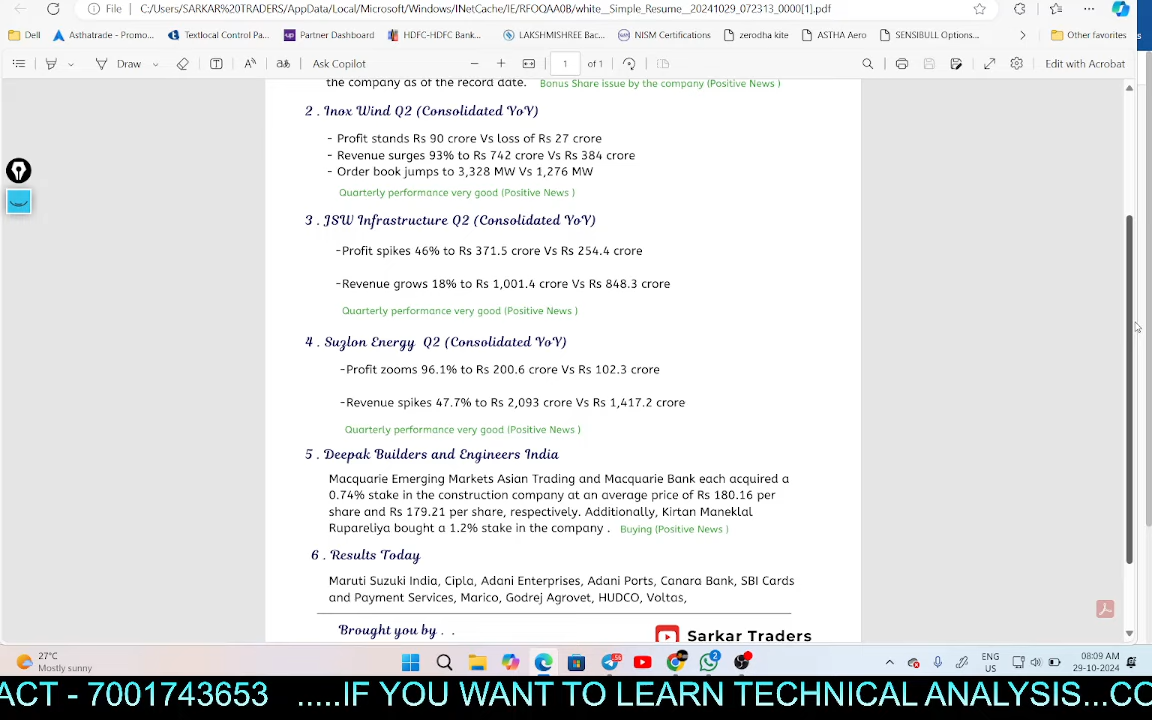 File
C:/Users/SARKAR%20TRADERS/AppData/Local/Microsoft/Windows/INetCache/IE/RFOQAA0B/white__Simple_Resume__20241029_072313_0000[1].pdf
Dell
Asthatrade - Promo...
Textlocal Control Pa...
Partner Dashboard
HDFC-HDFC Bank...
LAKSHMISHREE Bac...
NISM Certifications
zerodha kite
ASTHA Aero
SENSIBULL Options...
Other favorites
Draw
Ask Copilot
1
of 1
Edit with Acrobat
the company as of the record date. Bonus Share issue by the company (Positive News )
2 . Inox Wind Q2 (Consolidated YoY)
- Profit stands Rs 90 crore Vs loss of Rs 27 crore
- Revenue surges 93% to Rs 742 crore Vs Rs 384 crore
- Order book jumps to 3,328 MW Vs 1,276 MW
Quarterly performance very good (Positive News )
3 . JSW Infrastructure Q2 (Consolidated YoY)
-Profit spikes 46% to Rs 371.5 crore Vs Rs 254.4 crore
-Revenue grows 18% to Rs 1,001.4 crore Vs Rs 848.3 crore
Quarterly performance very good (Positive News )
4 . Suzlon Energy Q2 (Consolidated YoY)
-Profit zooms 96.1% to Rs 200.6 crore Vs Rs 102.3 crore
-Revenue spikes 47.7% to Rs 2,093 crore Vs Rs 1,417.2 crore
Quarterly performance very good (Positive News )
5 . Deepak Builders and Engineers India
Macquarie Emerging Markets Asian Trading and Macquarie Bank each acquired a
0.74% stake in the construction company at an average price of Rs 180.16 per
share and Rs 179.21 per share, respectively. Additionally, Kirtan Maneklal
Rupareliya bought a 1.2% stake in the company . Buying (Positive News )
6 . Results Today
Maruti Suzuki India, Cipla, Adani Enterprises, Adani Ports, Canara Bank, SBI Cards
and Payment Services, Marico, Godrej Agrovet, HUDCO, Voltas,
Brought you by . .
Sarkar Traders
27°C
Mostly sunny
2
ENG
US
08:09 AM
29-10-2024
ACT - 7001743653 .....IF YOU WANT TO LEARN TECHNICAL ANALYSIS...CO